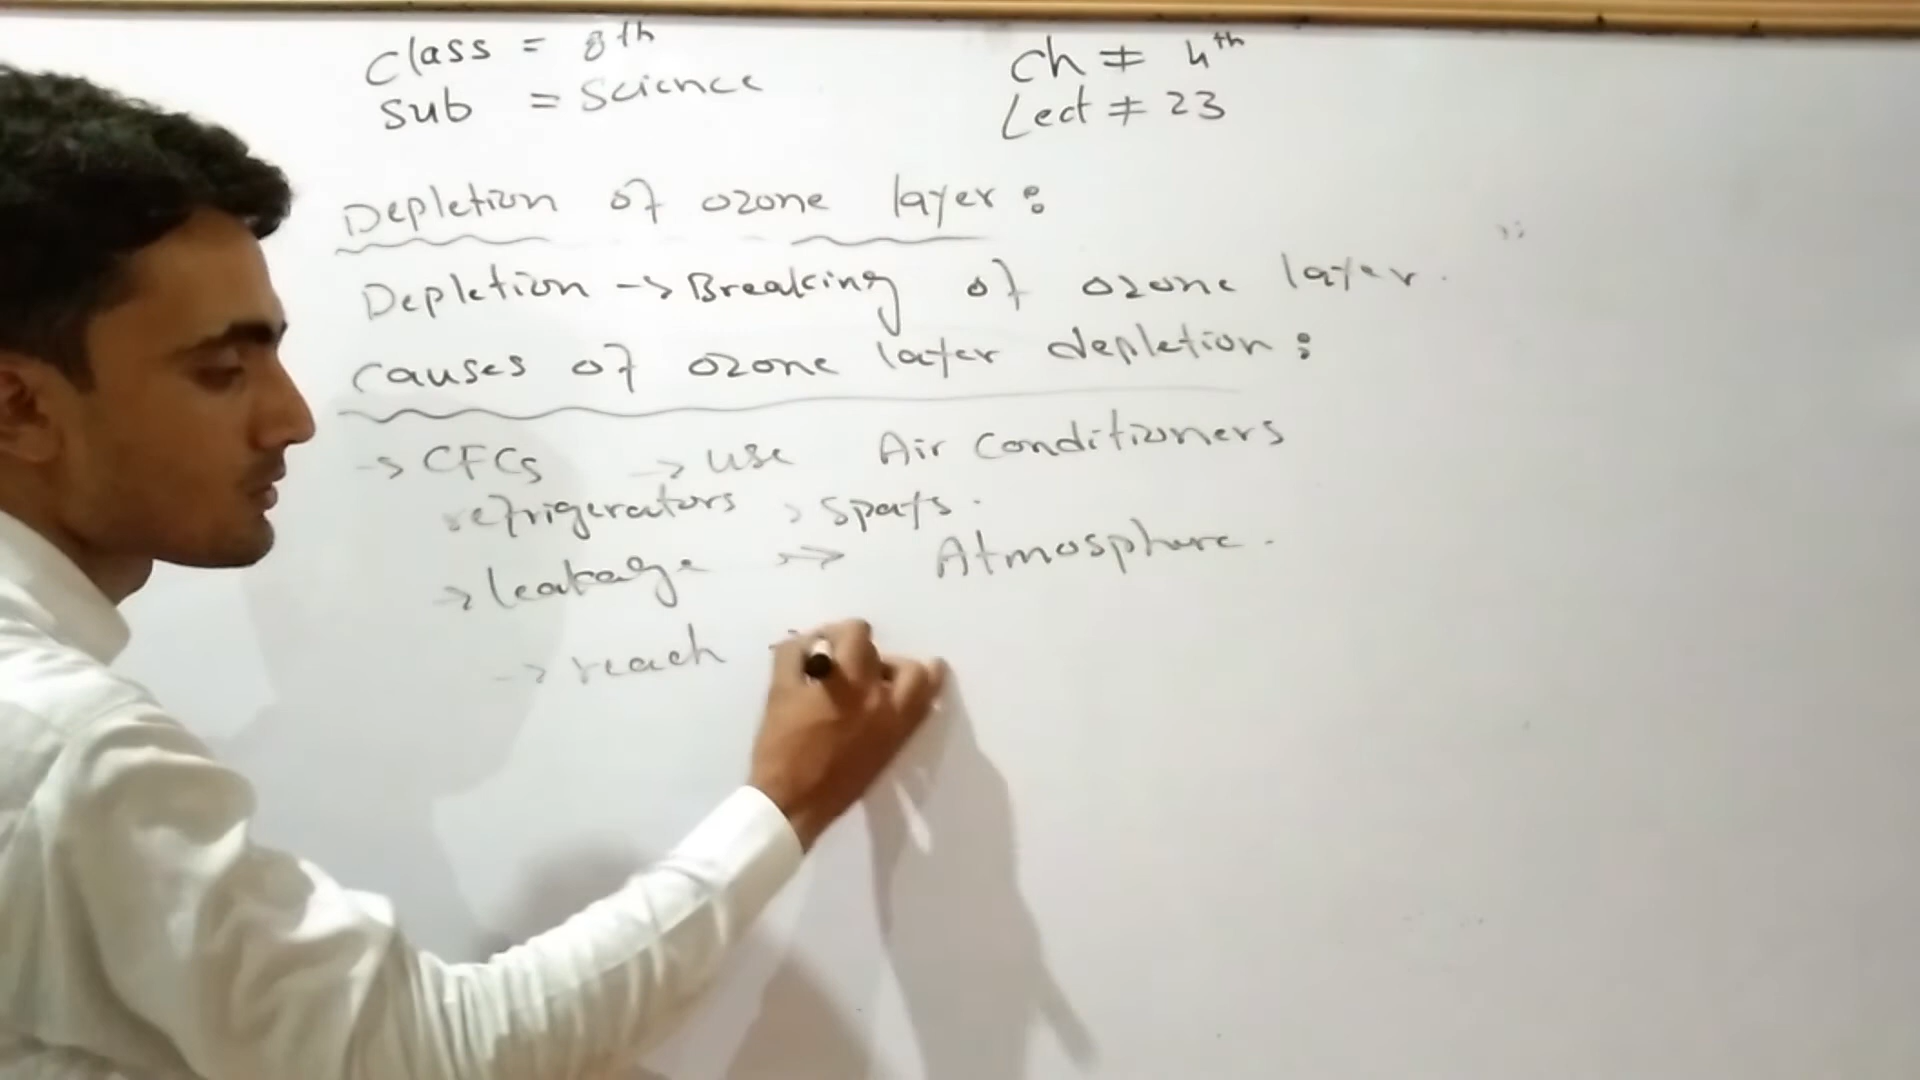 Class = 8th
Sub = Science
Ch # 4th
Lect # 23
Depletion of ozone layer :
Depletion -> Breaking of ozone layer.
causes of ozone layer depletion :
-> CFCs -> use Air Conditioners
refrigerators , Spays.
-> leakage ->> Atmosphere.
-> reach